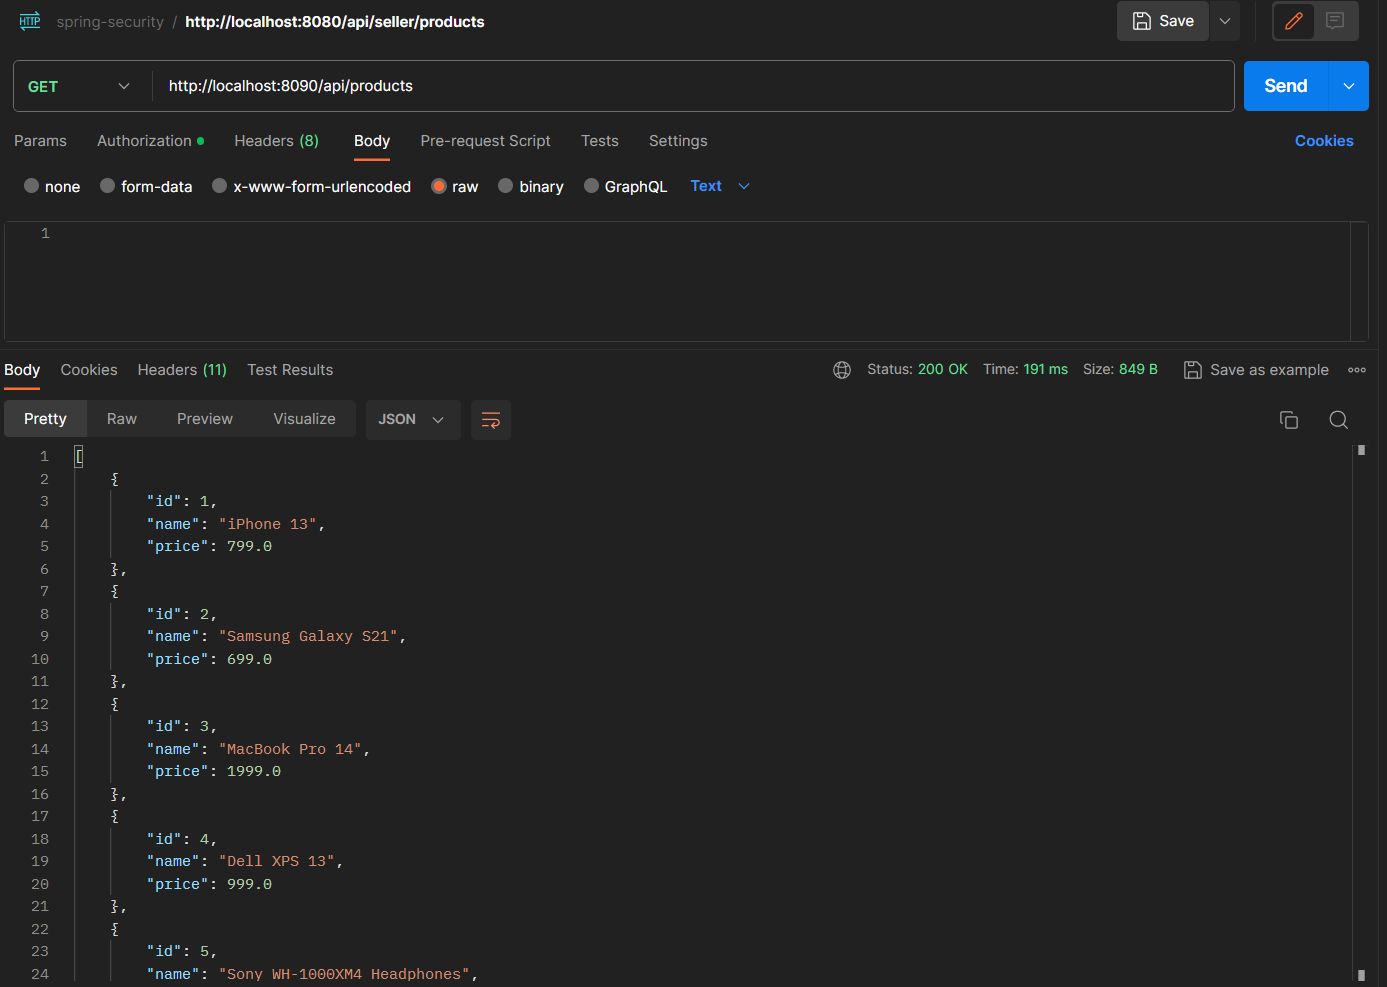 HTTP spring-security / http://localhost:8080/api/seller/products Save
GET http://localhost:8090/api/products Send
Params Authorization Headers (8) Body Pre-request Script Tests Settings Cookies
none form-data x-www-form-urlencoded raw binary GraphQL Text
1
Body Cookies Headers (11) Test Results Status: 200 OK Time: 191 ms Size: 849 B Save as example
Pretty Raw Preview Visualize JSON
1 [
2 {
3 "id": 1,
4 "name": "iPhone 13",
5 "price": 799.0
6 },
7 {
8 "id": 2,
9 "name": "Samsung Galaxy S21",
10 "price": 699.0
11 },
12 {
13 "id": 3,
14 "name": "MacBook Pro 14",
15 "price": 1999.0
16 },
17 {
18 "id": 4,
19 "name": "Dell XPS 13",
20 "price": 999.0
21 },
22 {
23 "id": 5,
24 "name": "Sony WH-1000XM4 Headphones",